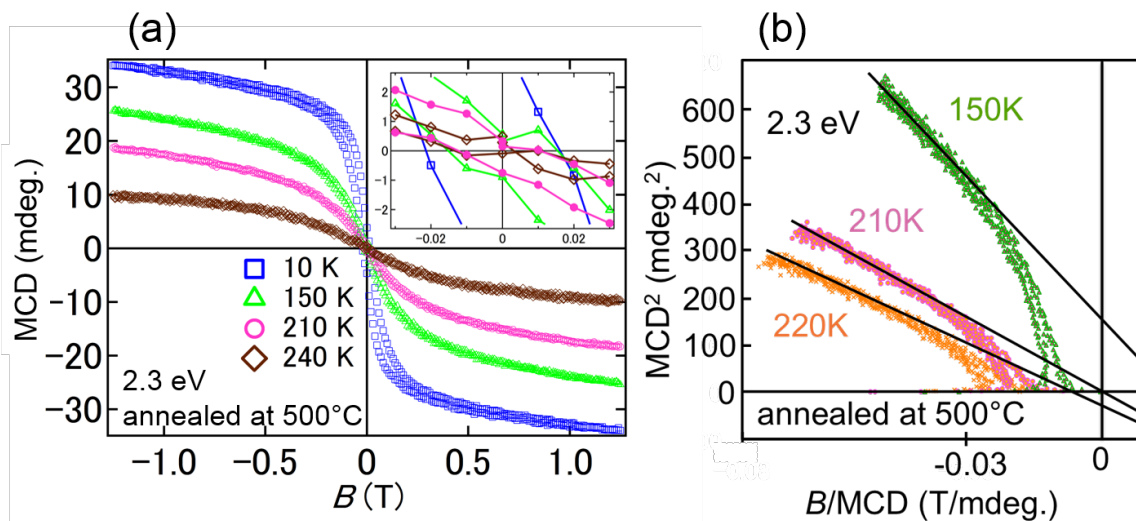 (a)
MCD (mdeg.)
30
20
10
0
−10
−20
−30
−1.0
−0.5
0
0.5
1.0
B (T)
2
1
0
−1
−2
−0.02
0
0.02
10 K
150 K
210 K
240 K
2.3 eV
annealed at 500°C
(b)
MCD² (mdeg.²)
600
500
400
300
200
100
0
2.3 eV
150K
210K
220K
annealed at 500°C
-0.03
0
B/MCD (T/mdeg.)